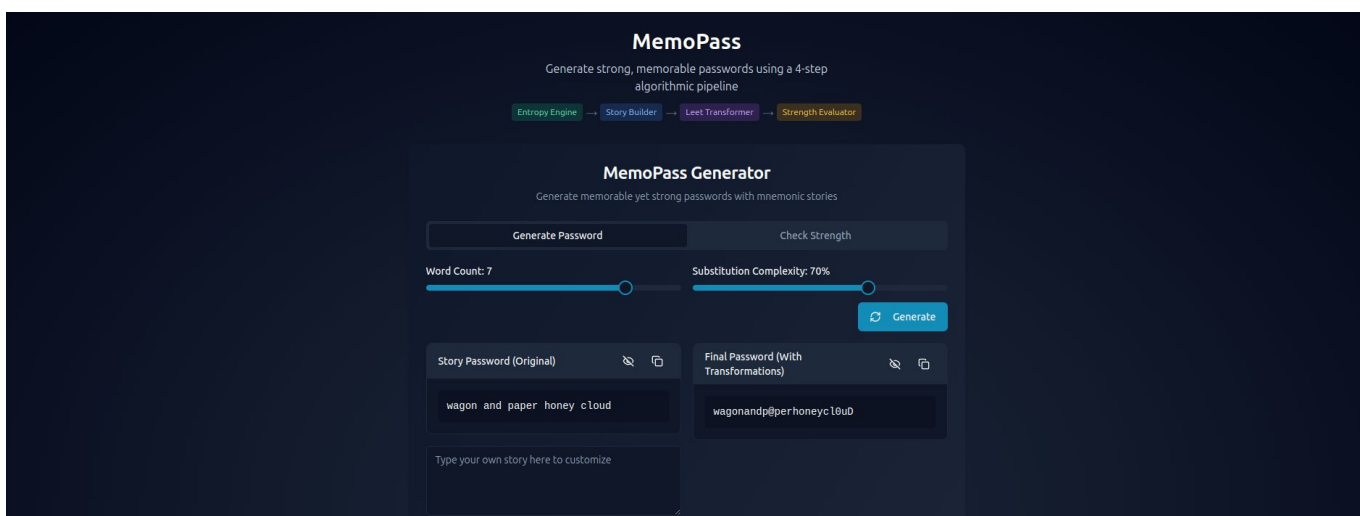 MemoPass
Generate strong, memorable passwords using a 4-step
algorithmic pipeline
Entropy Engine → Story Builder → Leet Transformer → Strength Evaluator
MemoPass Generator
Generate memorable yet strong passwords with mnemonic stories
Generate Password Check Strength
Word Count: 7 Substitution Complexity: 70%
Generate
Story Password (Original)
Final Password (With
Transformations)
wagon and paper honey cloud
wagonandp@perhoneycl0uD
Type your own story here to customize